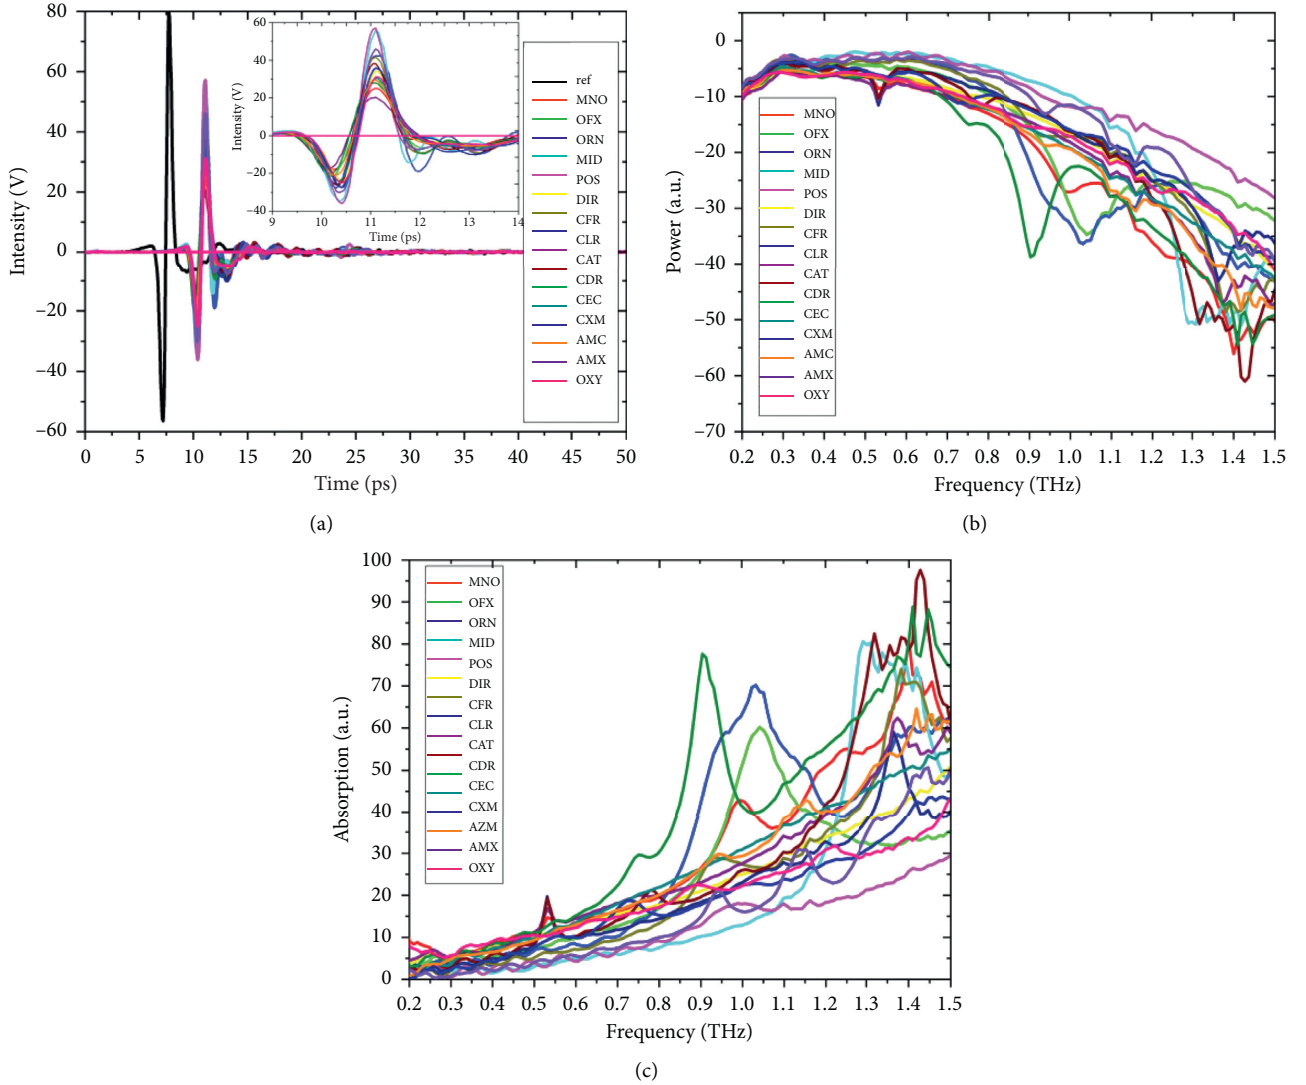 80
60
40
20
0
−20
−40
−60
Intensity (V)
0
5
10
15
20
25
30
35
40
45
50
Time (ps)
60
40
20
0
−20
−40
Intensity (V)
9
10
11
12
13
14
Time (ps)
ref
MNO
OFX
ORN
MID
POS
DIR
CFR
CLR
CAT
CDR
CEC
CXM
AMC
AMX
OXY
(a)
0
−10
−20
−30
−40
−50
−60
−70
Power (a.u.)
MNO
OFX
ORN
MID
POS
DIR
CFR
CLR
CAT
CDR
CEC
CXM
AMC
AMX
OXY
0.2
0.3
0.4
0.5
0.6
0.7
0.8
0.9
1.0
1.1
1.2
1.3
1.4
1.5
Frequency (THz)
(b)
100
90
80
70
60
50
40
30
20
10
0
Absorption (a.u.)
MNO
OFX
ORN
MID
POS
DIR
CFR
CLR
CAT
CDR
CEC
CXM
AZM
AMX
OXY
0.2
0.3
0.4
0.5
0.6
0.7
0.8
0.9
1.0
1.1
1.2
1.3
1.4
1.5
Frequency (THz)
(c)